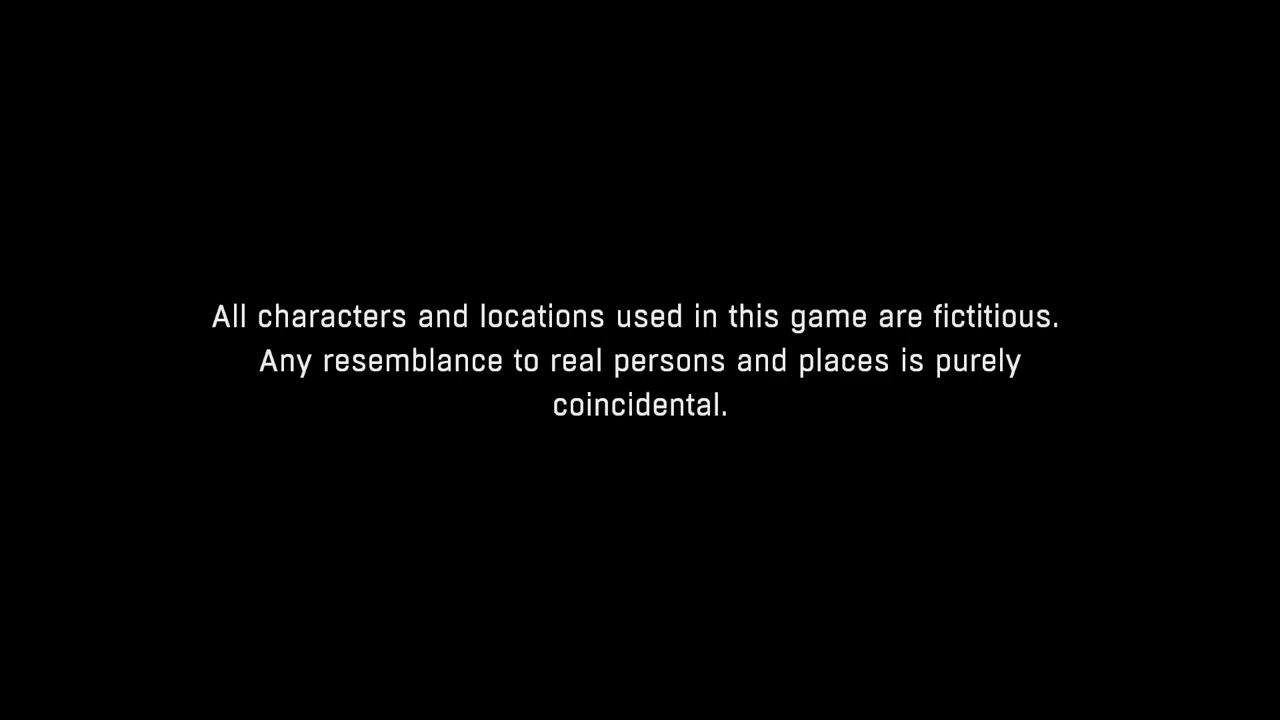 All characters and locations used in this game are fictitious.
Any resemblance to real persons and places is purely
coincidental.